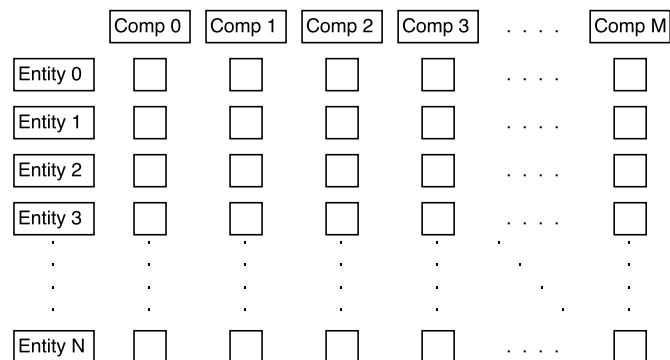 Comp 0 Comp 1 Comp 2 Comp 3 . . . . Comp M
Entity 0 . . . .
Entity 1 . . . .
Entity 2 . . . .
Entity 3 . . . .
Entity N . . . .